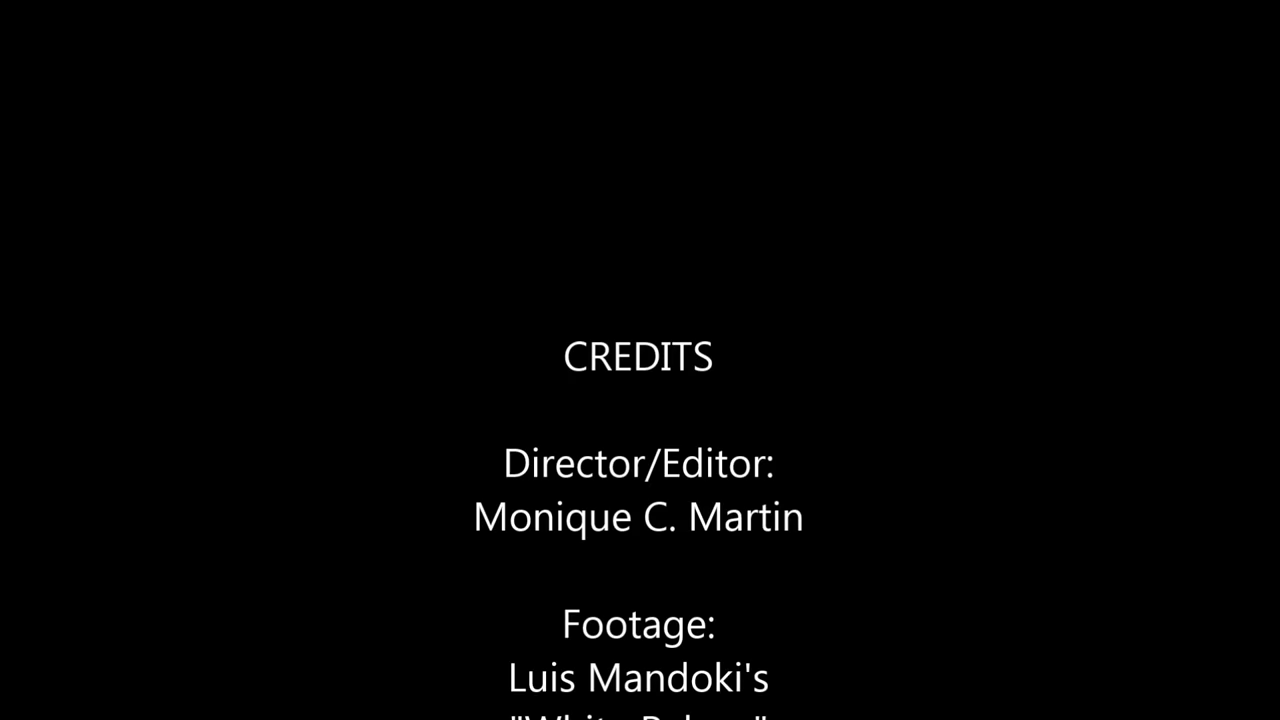 CREDITS
Director/Editor:
Monique C. Martin
Footage:
Luis Mandoki's